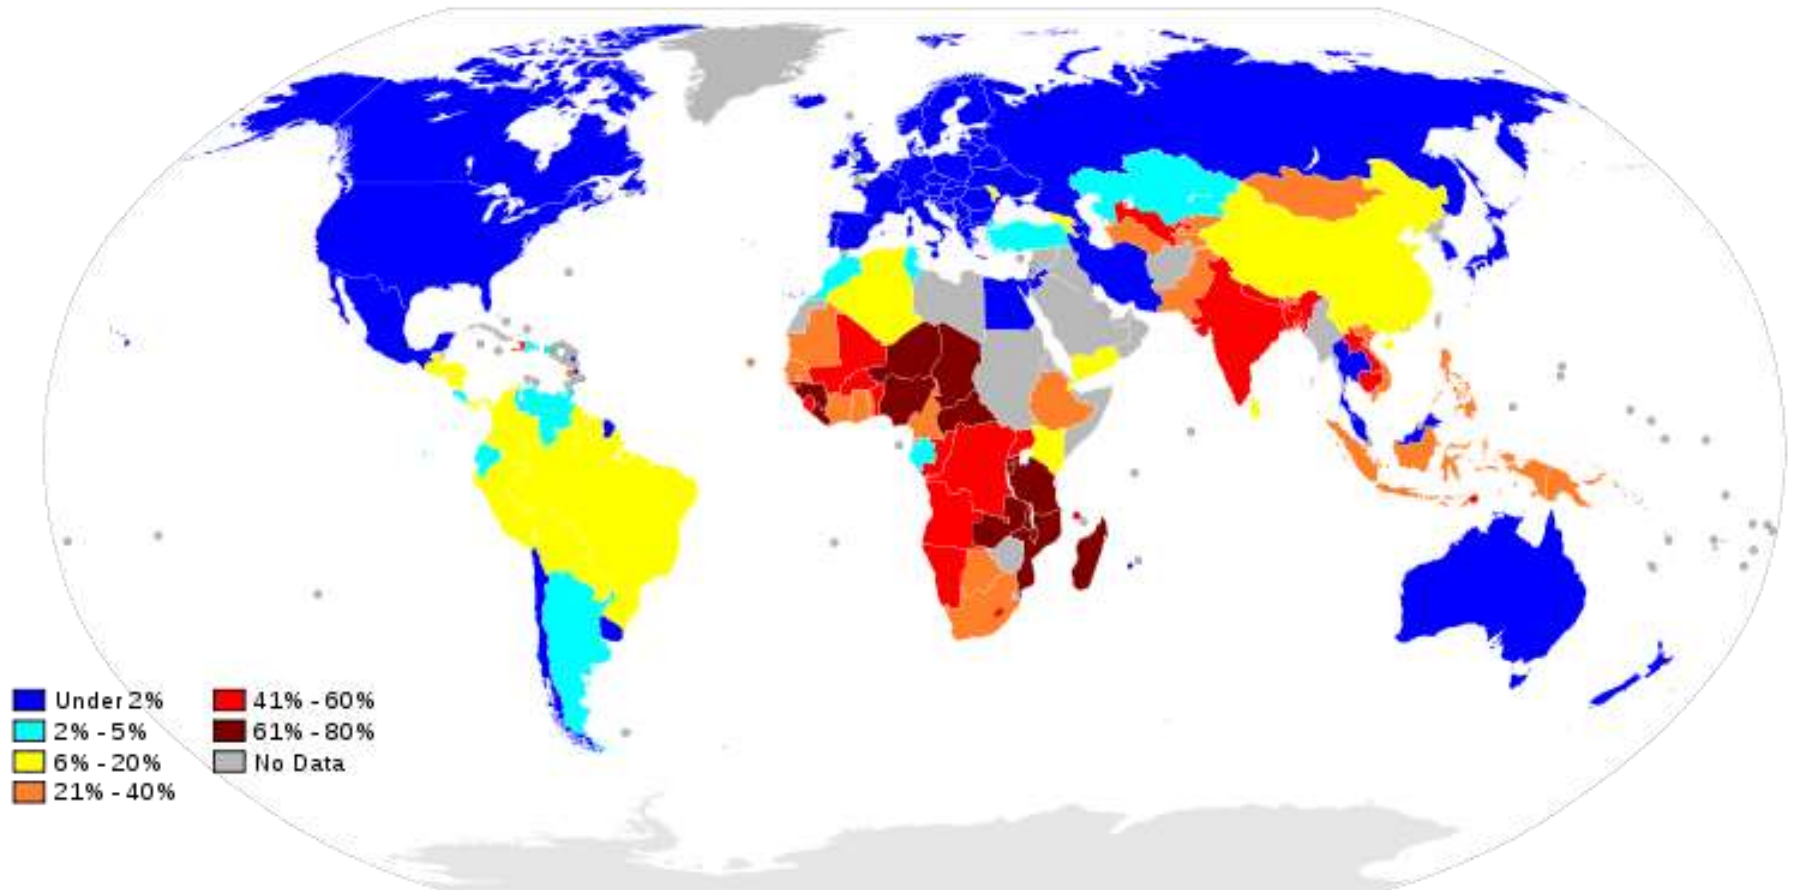 Under 2%
2% - 5%
6% - 20%
21% - 40%
41% - 60%
61% - 80%
No Data